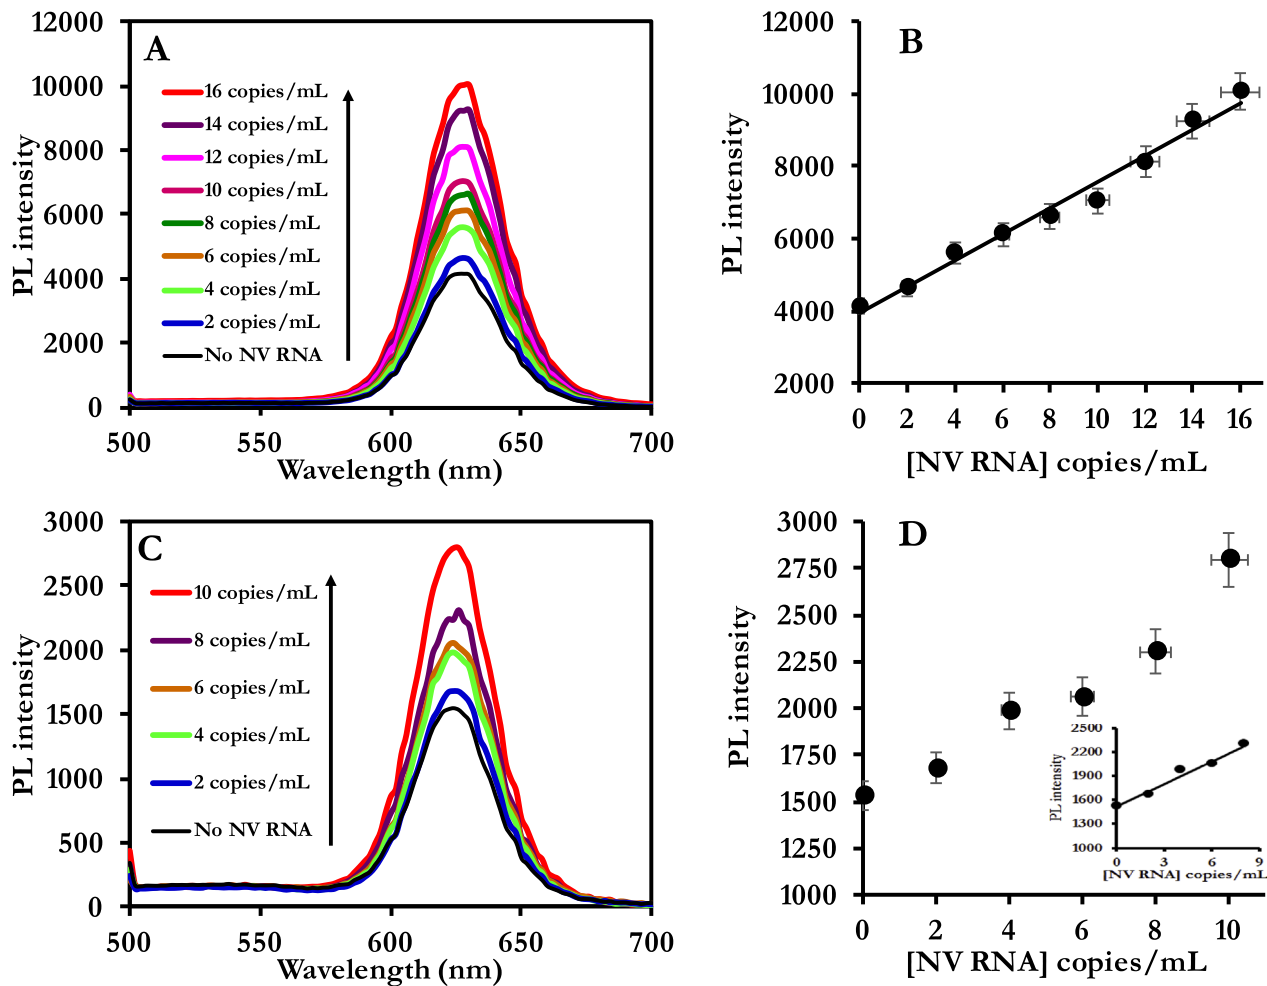 A
12000
10000
8000
6000
4000
2000
0
PL intensity
16 copies/mL
14 copies/mL
12 copies/mL
10 copies/mL
8 copies/mL
6 copies/mL
4 copies/mL
2 copies/mL
No NV RNA
500 550 600 650 700
Wavelength (nm)
B
12000
10000
8000
6000
4000
2000
PL intensity
0 2 4 6 8 10 12 14 16
[NV RNA] copies/mL
C
3000
2500
2000
1500
1000
500
0
PL intensity
10 copies/mL
8 copies/mL
6 copies/mL
4 copies/mL
2 copies/mL
No NV RNA
500 550 600 650 700
Wavelength (nm)
D
3000
2750
2500
2250
2000
1750
1500
1250
1000
PL intensity
2500
2200
1900
1600
1300
1000
PL intensity
0 3 6 9
[NV RNA] copies/mL
0 2 4 6 8 10
[NV RNA] copies/mL